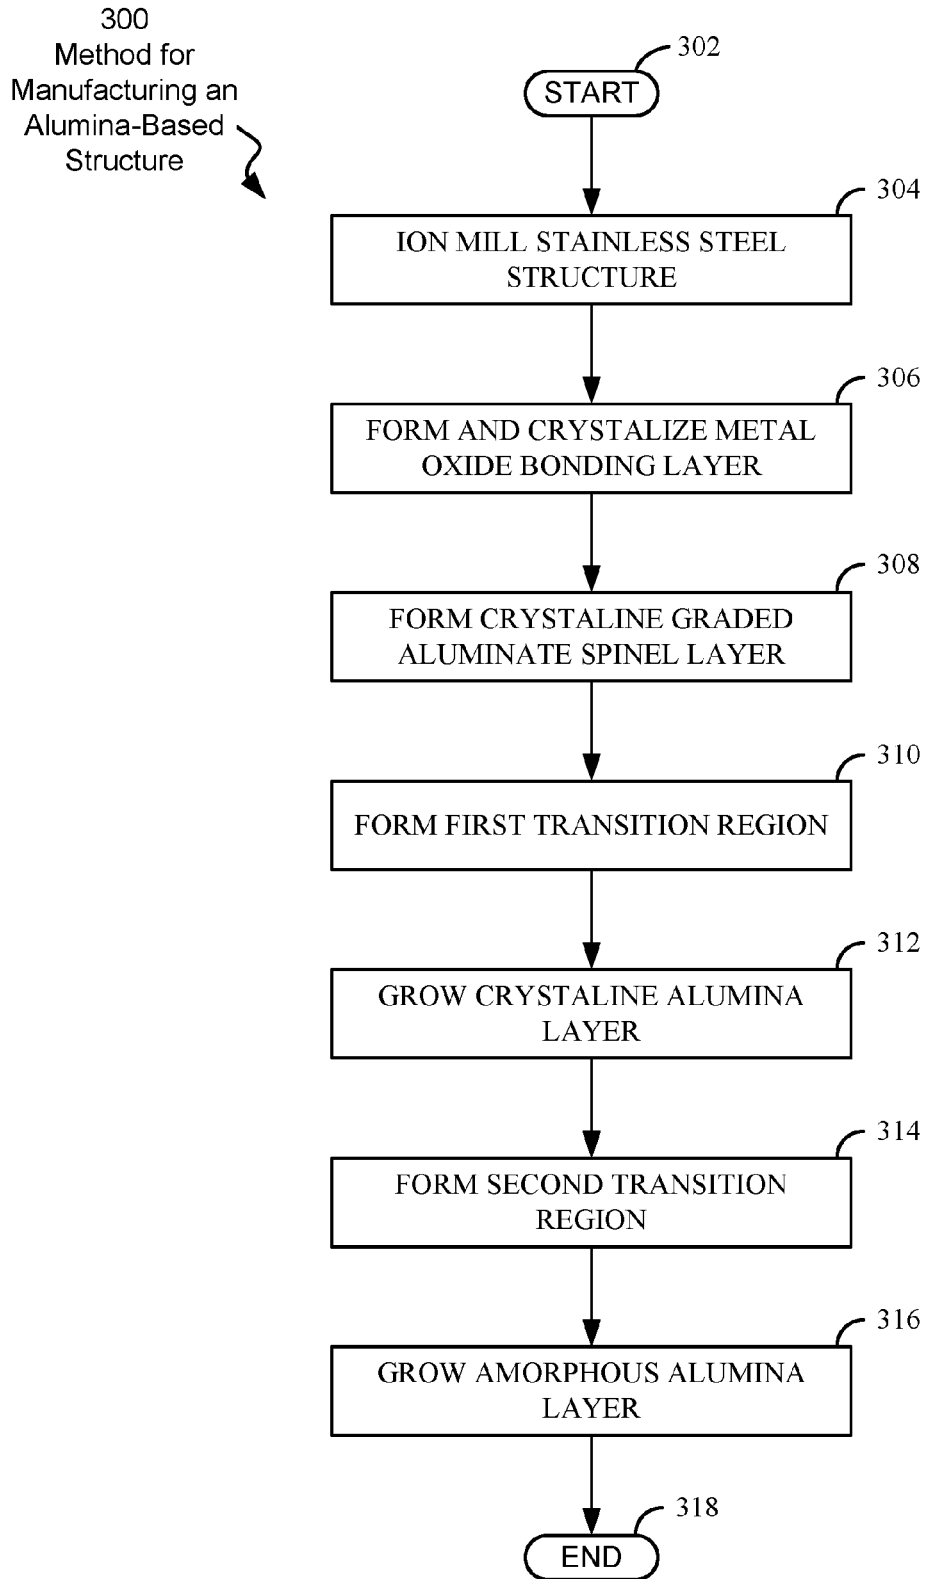 300
Method for
Manufacturing an
Alumina-Based
Structure
302
START
304
ION MILL STAINLESS STEEL
STRUCTURE
306
FORM AND CRYSTALIZE METAL
OXIDE BONDING LAYER
308
FORM CRYSTALINE GRADED
ALUMINATE SPINEL LAYER
310
FORM FIRST TRANSITION REGION
312
GROW CRYSTALINE ALUMINA
LAYER
314
FORM SECOND TRANSITION
REGION
316
GROW AMORPHOUS ALUMINA
LAYER
318
END